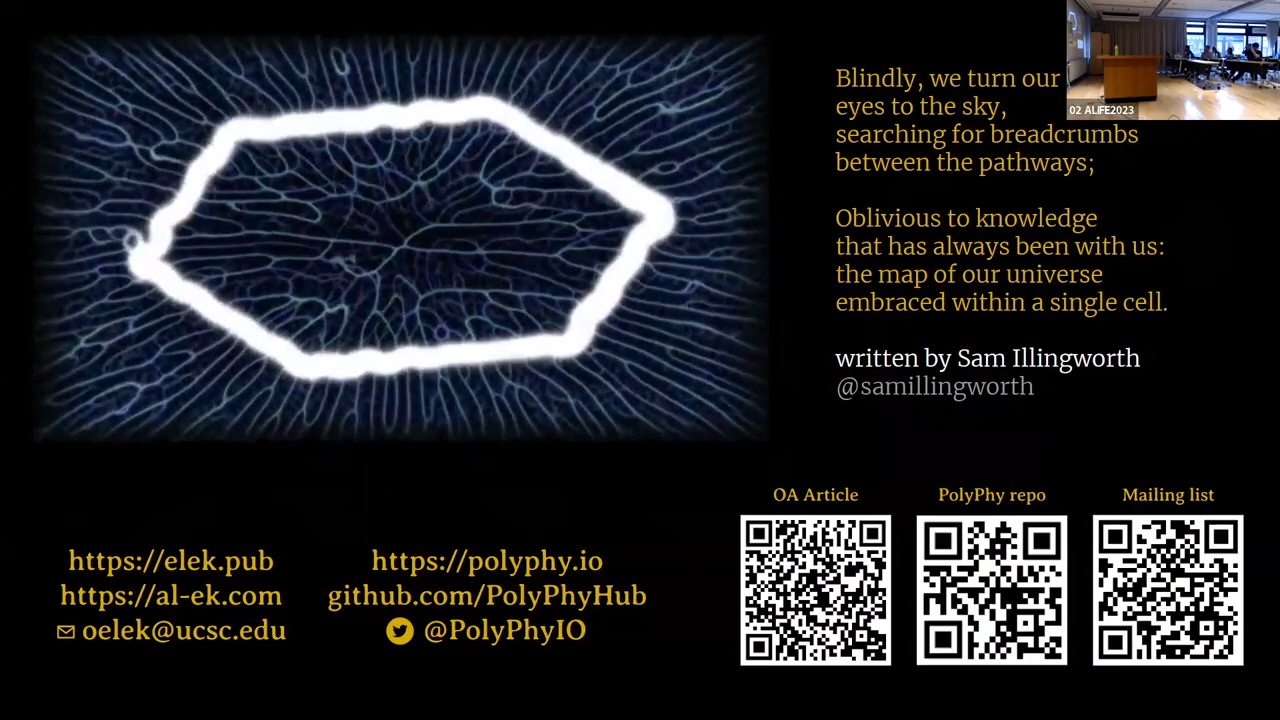 Blindly, we turn our
eyes to the sky,
searching for breadcrumbs
between the pathways;
Oblivious to knowledge
that has always been with us:
the map of our universe
embraced within a single cell.
written by Sam Illingworth
@samillingworth
02 ALIFE2023
OA Article
PolyPhy repo
Mailing list
https://elek.pub
https://al-ek.com
oelek@ucsc.edu
https://polyphy.io
github.com/PolyPhyHub
@PolyPhyIO